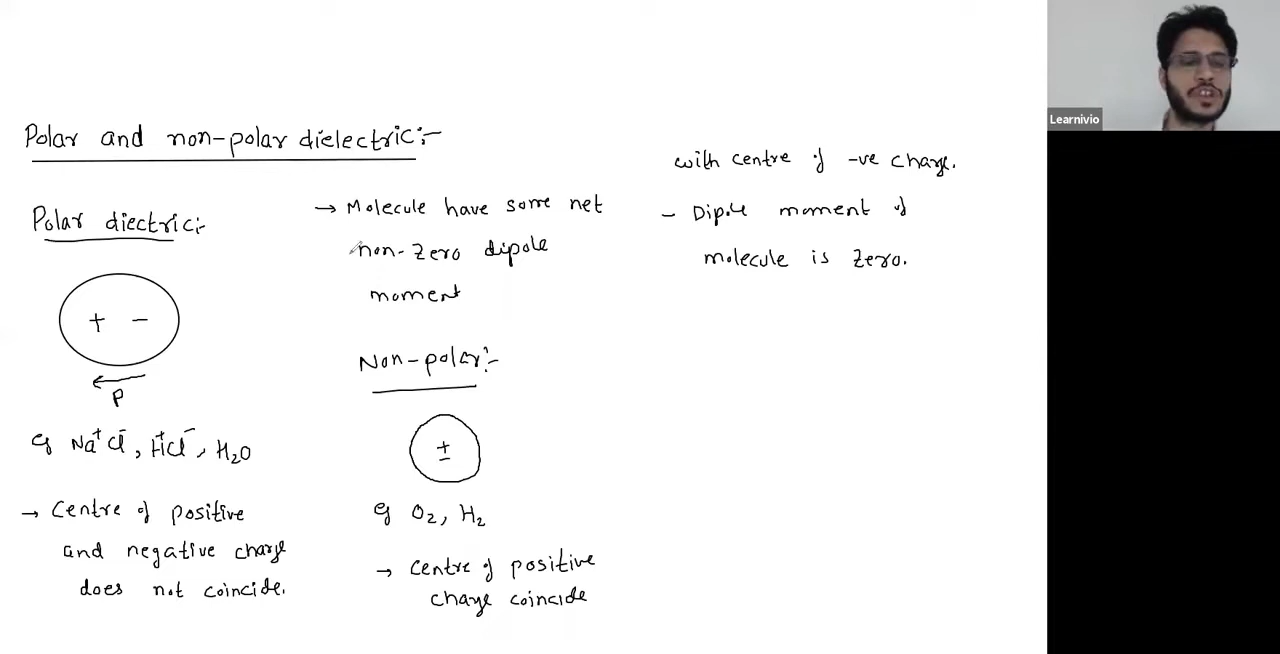 Polar and non-polar dielectric:-
Polar diectric:-
+ -
P
eg Na⁺Cl⁻, H⁺Cl⁻, H₂O
→ Centre of positive
and negative charge
does not coincide.
→ Molecule have some net
non-zero dipole
moment
Non-polar:-
+
-
eg O₂, H₂
→ Centre of positive
charge coincide
with centre of -ve charge.
- Dipole moment of
molecule is zero.
Learnivio